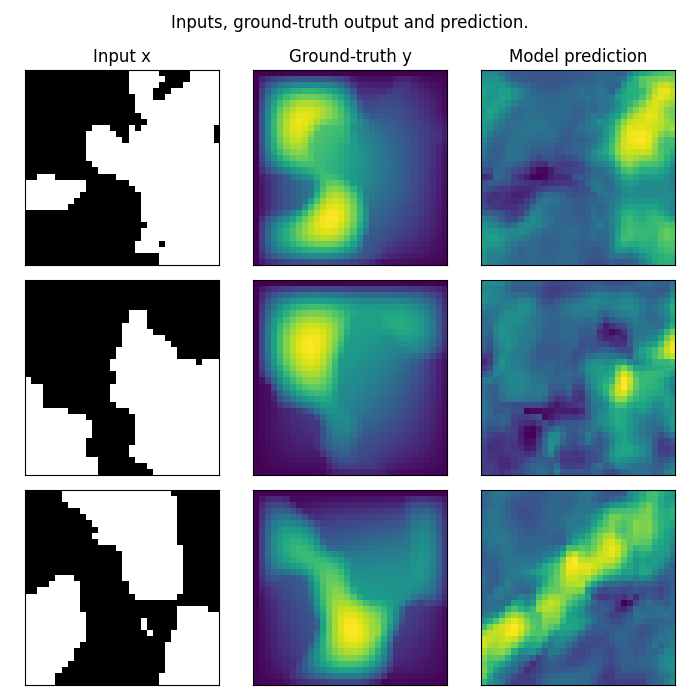 Inputs, ground-truth output and prediction.
Input x
Ground-truth y
Model prediction